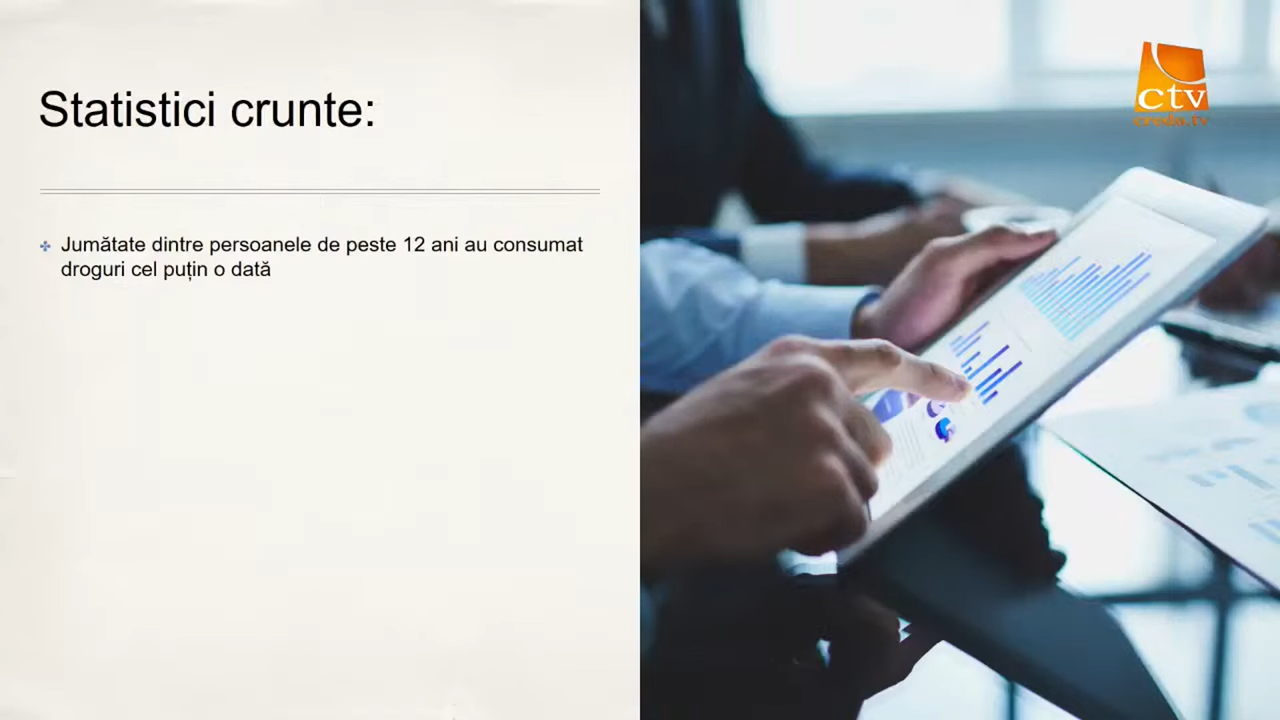 Statistici crunte:
Jumătate dintre persoanele de peste 12 ani au consumat
droguri cel puțin o dată
ctv
credo.tv